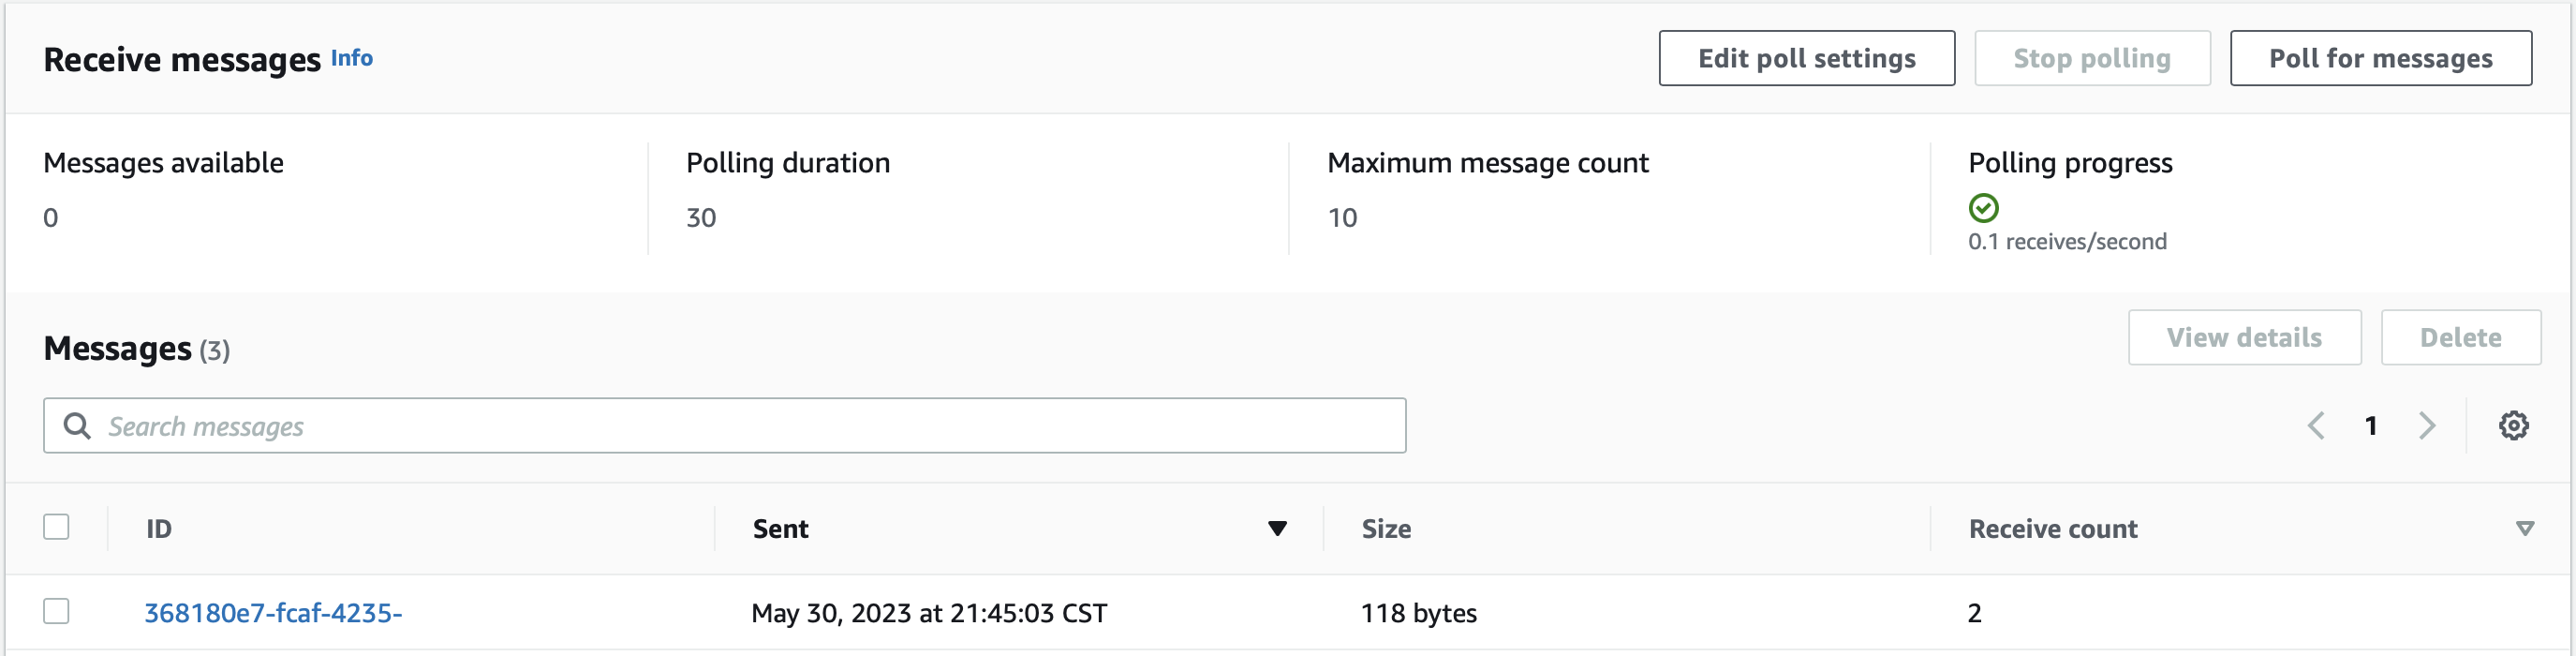 Receive messages Info
Edit poll settings
Stop polling
Poll for messages
Messages available
0
Polling duration
30
Maximum message count
10
Polling progress
0.1 receives/second
Messages (3)
View details
Delete
Search messages
1
ID Sent Size Receive count
368180e7-fcaf-4235- May 30, 2023 at 21:45:03 CST 118 bytes 2